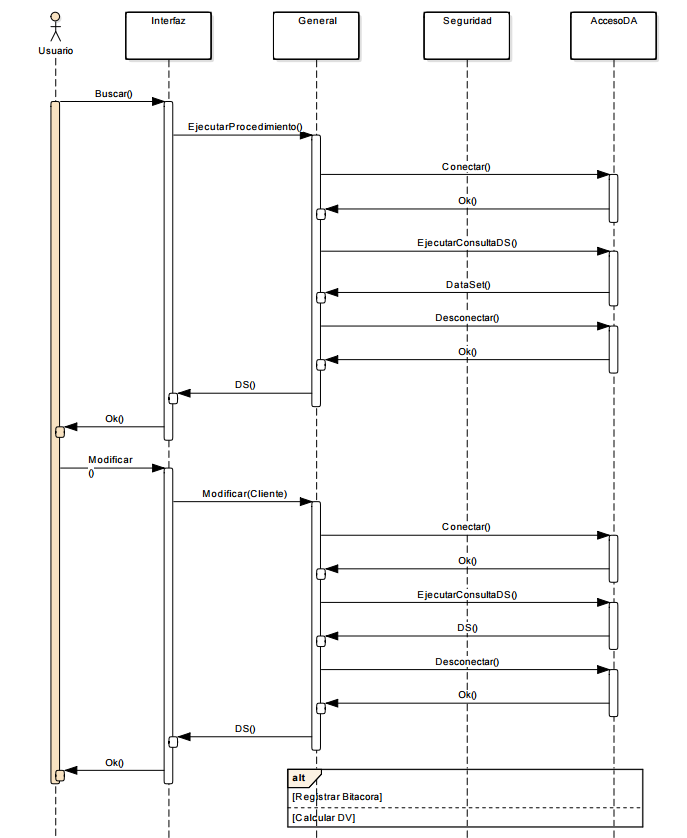 Interfaz
General
Seguridad
AccesoDA
Usuario
Buscar()
EjecutarProcedimiento()
Conectar()
Ok()
EjecutarConsultaDS()
DataSet()
Desconectar()
Ok()
DS()
Ok()
Modificar
()
Modificar(Cliente)
Conectar()
Ok()
EjecutarConsultaDS()
DS()
Desconectar()
Ok()
DS()
Ok()
alt
[Registrar Bitacora]
[Calcular DV]